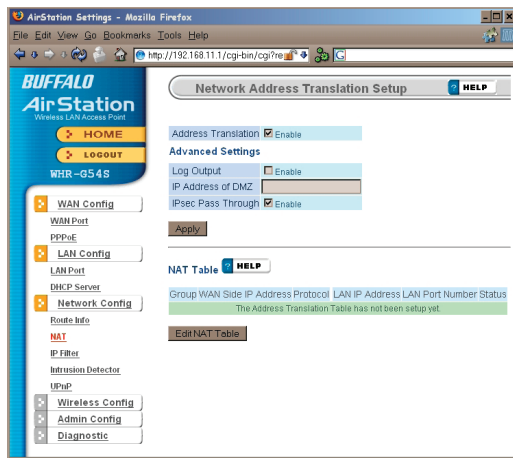 AirStation Settings - Mozilla Firefox
File Edit View Go Bookmarks Tools Help
http://192.168.11.1/cgi-bin/cgi?re
G
BUFFALO
AirStation
Wireless LAN Access Point
HOME
LOGOUT
WHR-G54S
WAN Config
WAN Port
PPPoE
LAN Config
LAN Port
DHCP Server
Network Config
Route Info
NAT
IP Filter
Intrusion Detector
UPnP
Wireless Config
Admin Config
Diagnostic
Network Address Translation Setup
? HELP
Address Translation Enable
Advanced Settings
Log Output Enable
IP Address of DMZ
IPsec Pass Through Enable
Apply
NAT Table ? HELP
Group WAN Side IP Address Protocol LAN IP Address LAN Port Number Status
The Address Translation Table has not been setup yet.
Edit NAT Table